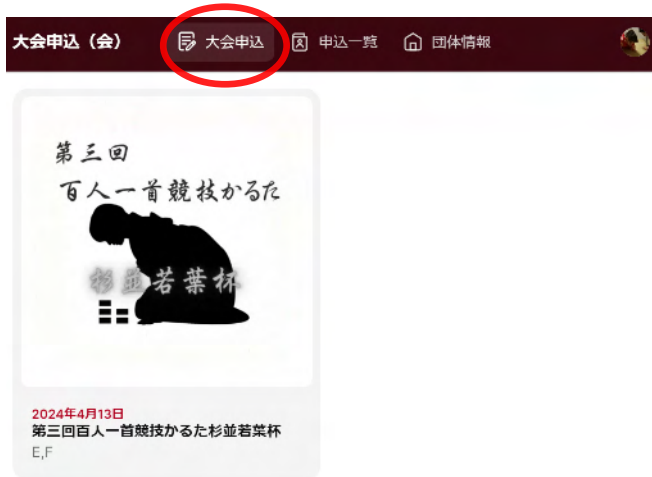 大会申込（会） 大会申込 申込一覧 団体情報
第三回
百人一首競技かるた
杉並若葉杯
2024年4月13日
第三回百人一首競技かるた杉並若葉杯
E,F